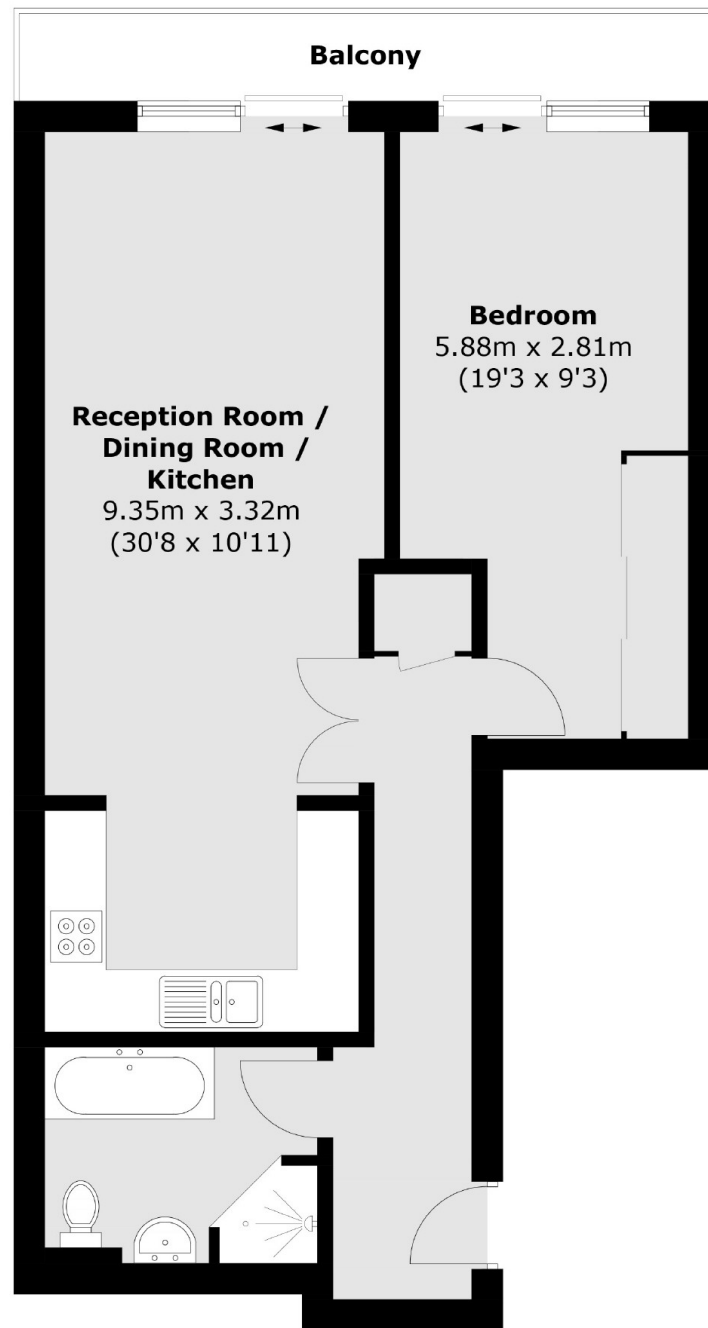 Balcony
Bedroom
5.88m x 2.81m
(19'3 x 9'3)
Reception Room /
Dining Room /
Kitchen
9.35m x 3.32m
(30'8 x 10'11)